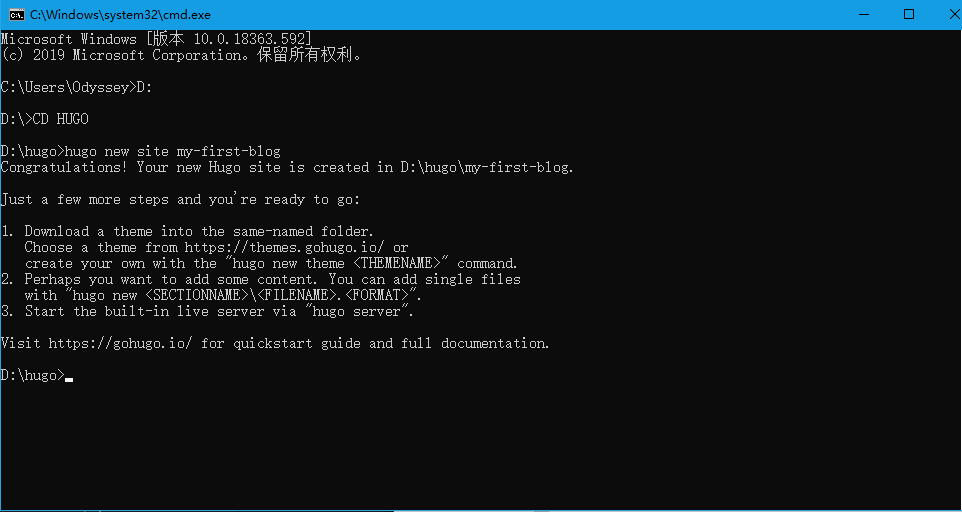 C:\Windows\system32\cmd.exe
Microsoft Windows [版本 10.0.18363.592]
(c) 2019 Microsoft Corporation。保留所有权利。
C:\Users\Odyssey>D:
D:\>CD HUGO
D:\hugo>hugo new site my-first-blog
Congratulations! Your new Hugo site is created in D:\hugo\my-first-blog.
Just a few more steps and you're ready to go:
1. Download a theme into the same-named folder.
   Choose a theme from https://themes.gohugo.io/ or
   create your own with the "hugo new theme <THEMENAME>" command.
2. Perhaps you want to add some content. You can add single files
   with "hugo new <SECTIONNAME>\<FILENAME>.<FORMAT>".
3. Start the built-in live server via "hugo server".
Visit https://gohugo.io/ for quickstart guide and full documentation.
D:\hugo>